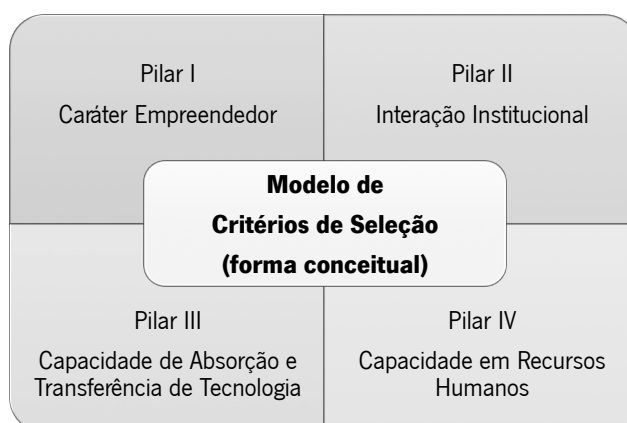 Pilar I
Caráter Empreendedor
Pilar II
Interação Institucional
Modelo de
Critérios de Seleção
(forma conceitual)
Pilar III
Capacidade de Absorção e
Transferência de Tecnologia
Pilar IV
Capacidade em Recursos
Humanos